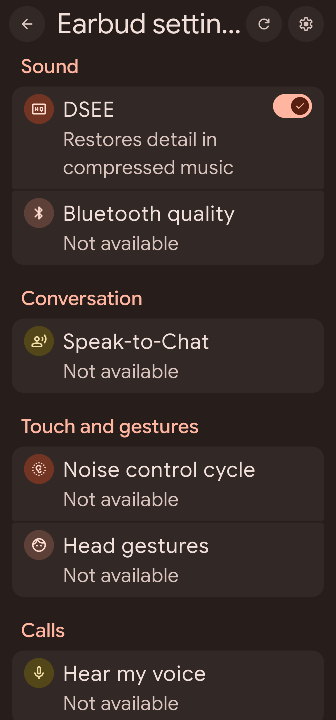 Earbud settin...
Sound
DSEE
Restores detail in
compressed music
Bluetooth quality
Not available
Conversation
Speak-to-Chat
Not available
Touch and gestures
Noise control cycle
Not available
Head gestures
Not available
Calls
Hear my voice
Not available